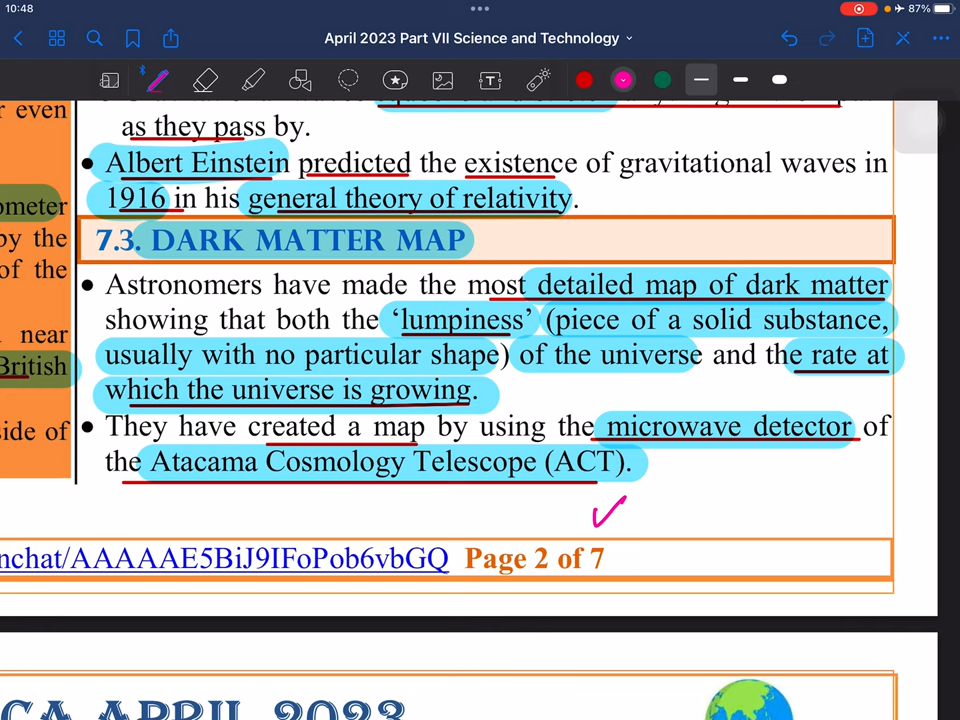 10:48
87%
April 2023 Part VII Science and Technology
r even
as they pass by.
• Albert Einstein predicted the existence of gravitational waves in
1916 in his general theory of relativity.
ometer
by the
of the
7.3. DARK MATTER MAP
• Astronomers have made the most detailed map of dark matter
showing that both the ‘lumpiness’ (piece of a solid substance,
near
usually with no particular shape) of the universe and the rate at
British
which the universe is growing.
side of
• They have created a map by using the microwave detector of
the Atacama Cosmology Telescope (ACT).
nchat/AAAAAE5BiJ9IFoPob6vbGQ Page 2 of 7
CA APRIL 2023